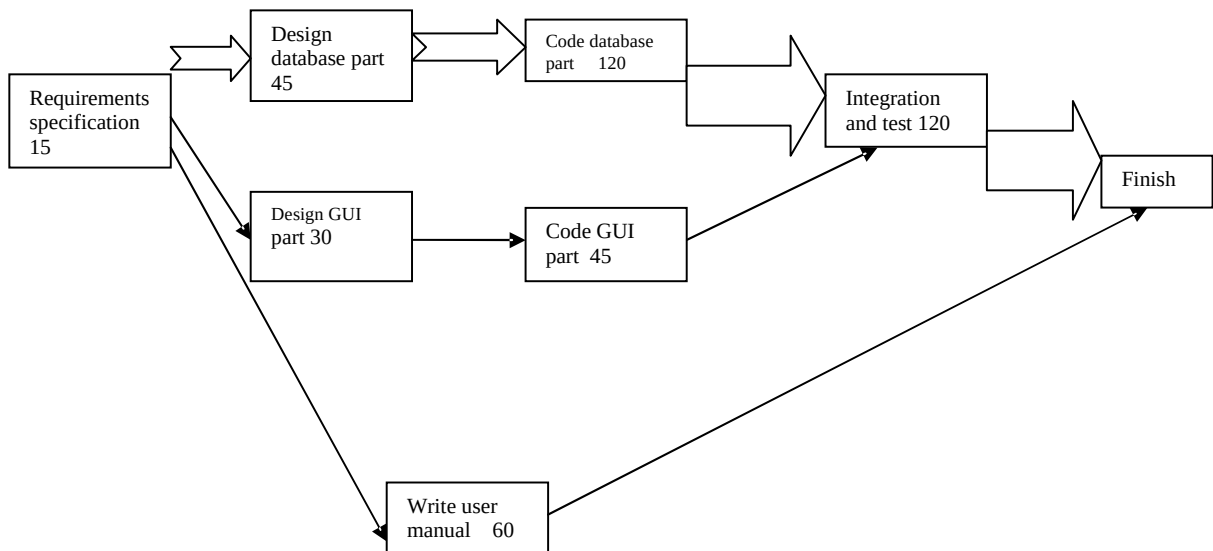 Requirements
specification
15
Design
database part
45
Code database
part 120
Integration
and test 120
Finish
Design GUI
part 30
Code GUI
part 45
Write user
manual 60